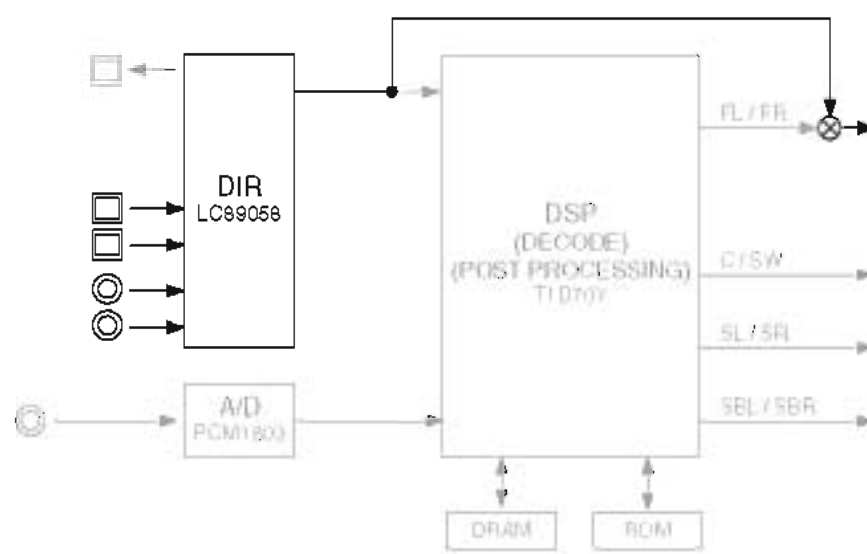 FL / FR
DIR
LC89058
DSP
(DECODE)
(POST PROCESSING)
C / SW
SL / SR
A/D
SBL / SBR
DRAM
ROM